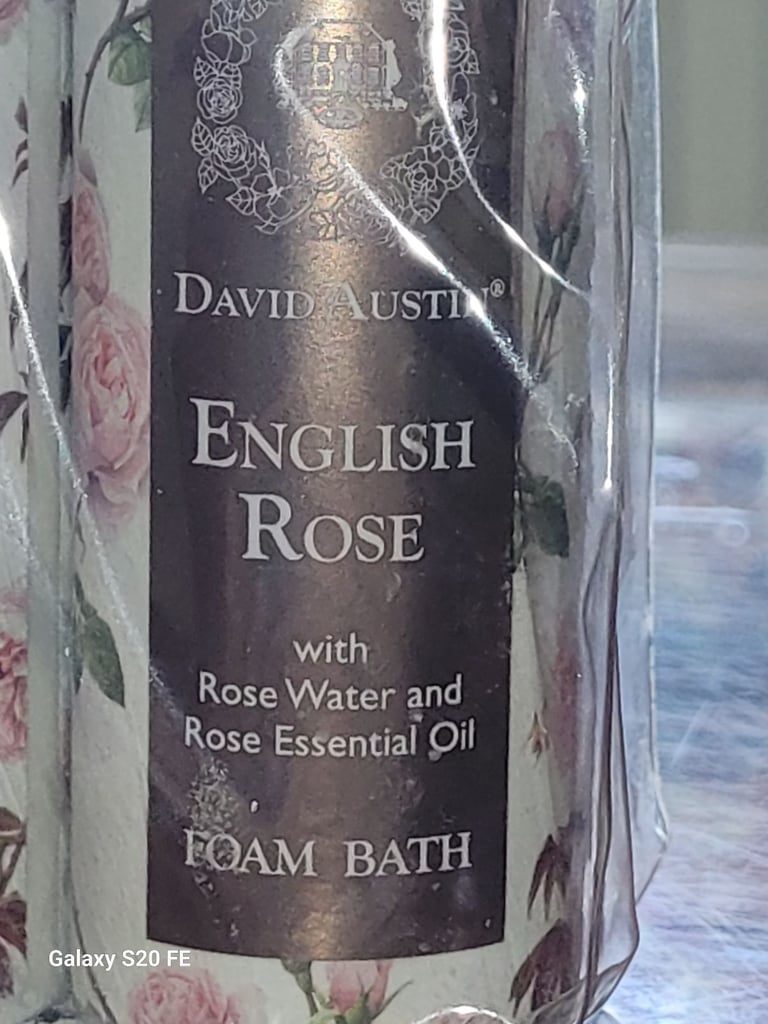 DAVID AUSTIN®
ENGLISH
ROSE
with
Rose Water and
Rose Essential Oil
FOAM BATH
Galaxy S20 FE